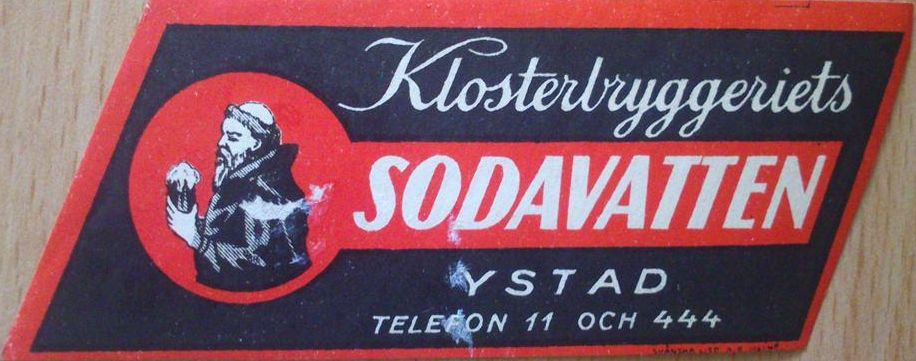 Klosterbryggeriets
SODAVATTEN
YSTAD
TELEFON 11 OCH 444